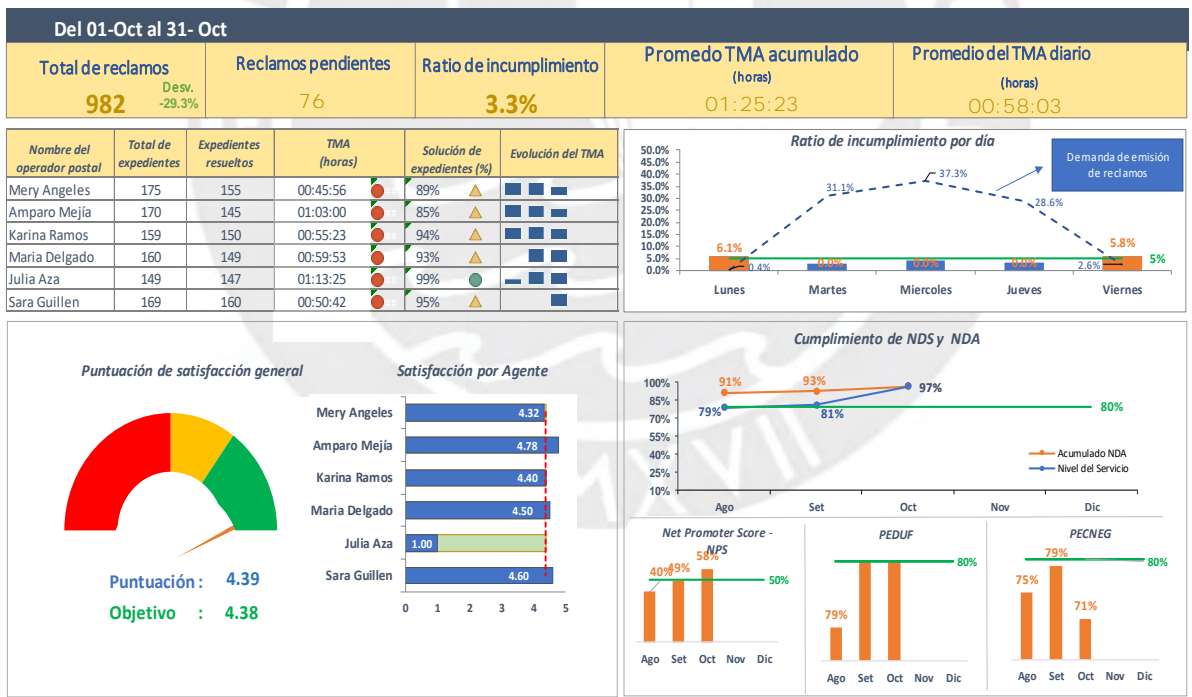 Del 01-Oct al 31- Oct
Total de reclamos
982
Desv.
-29.3%
Reclamos pendientes
76
Ratio de incumplimiento
3.3%
Promedo TMA acumulado
(horas)
01:25:23
Promedio del TMA diario
(horas)
00:58:03
Nombre del operador postal Total de expedientes Expedientes resueltos TMA (horas) Solución de expedientes (%) Evolución del TMA
Mery Angeles 175 155 00:45:56 89%
Amparo Mejía 170 145 01:03:00 85%
Karina Ramos 159 150 00:55:23 94%
Maria Delgado 160 149 00:59:53 93%
Julia Aza 149 147 01:13:25 99%
Sara Guillen 169 160 00:50:42 95%
Ratio de incumplimiento por día
50.0%
45.0%
40.0%
35.0%
30.0%
25.0%
20.0%
15.0%
10.0%
5.0%
0.0%
Demanda de emisión
de reclamos
31.1%
37.3%
28.6%
6.1%
0.4%
0.0%
0.0%
0.0%
5.8%
2.6%
5%
Lunes Martes Miercoles Jueves Viernes
Puntuación de satisfacción general
Puntuación : 4.39
Objetivo : 4.38
Satisfacción por Agente
Mery Angeles 4.32
Amparo Mejía 4.78
Karina Ramos 4.40
Maria Delgado 4.50
Julia Aza 1.00
Sara Guillen 4.60
0 1 2 3 4 5
Cumplimiento de NDS y NDA
100%
85%
70%
55%
40%
25%
10%
91%
93%
97%
79%
81%
80%
Acumulado NDA
Nivel del Servicio
Ago Set Oct Nov Dic
Net Promoter Score -
NPS
40%
49%
58%
50%
Ago Set Oct Nov Dic
PEDUF
79%
80%
Ago Set Oct Nov Dic
PECNEG
75%
79%
71%
80%
Ago Set Oct Nov Dic
XVII